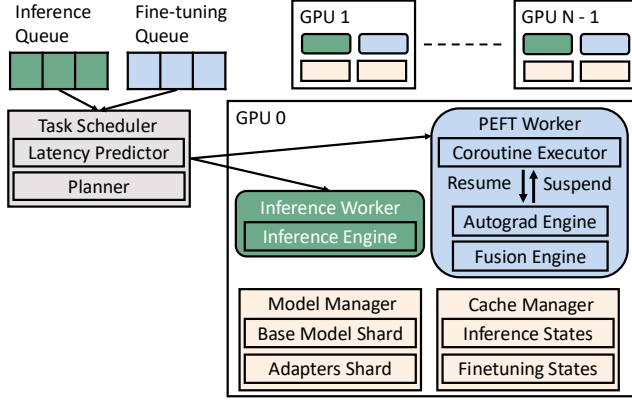 Inference
Queue
Fine-tuning
Queue
GPU 1
GPU N - 1
Task Scheduler
Latency Predictor
Planner
GPU 0
PEFT Worker
Coroutine Executor
Resume
Suspend
Autograd Engine
Fusion Engine
Inference Worker
Inference Engine
Model Manager
Base Model Shard
Adapters Shard
Cache Manager
Inference States
Finetuning States